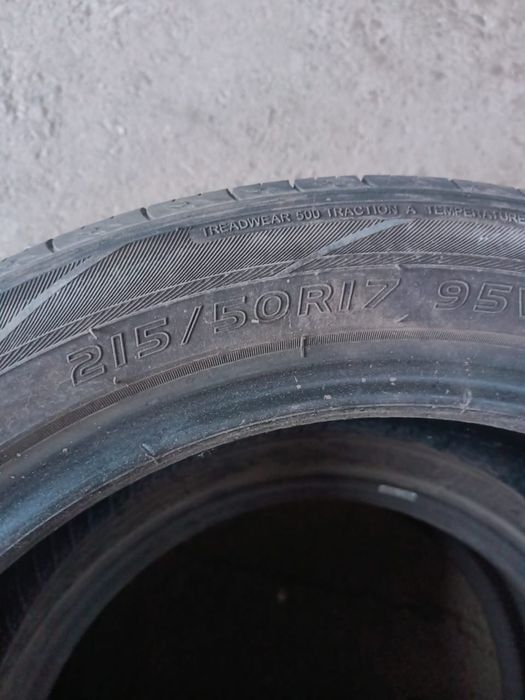 TREADWEAR 500 TRACTION A TEMPERATURE
215/50R17 95